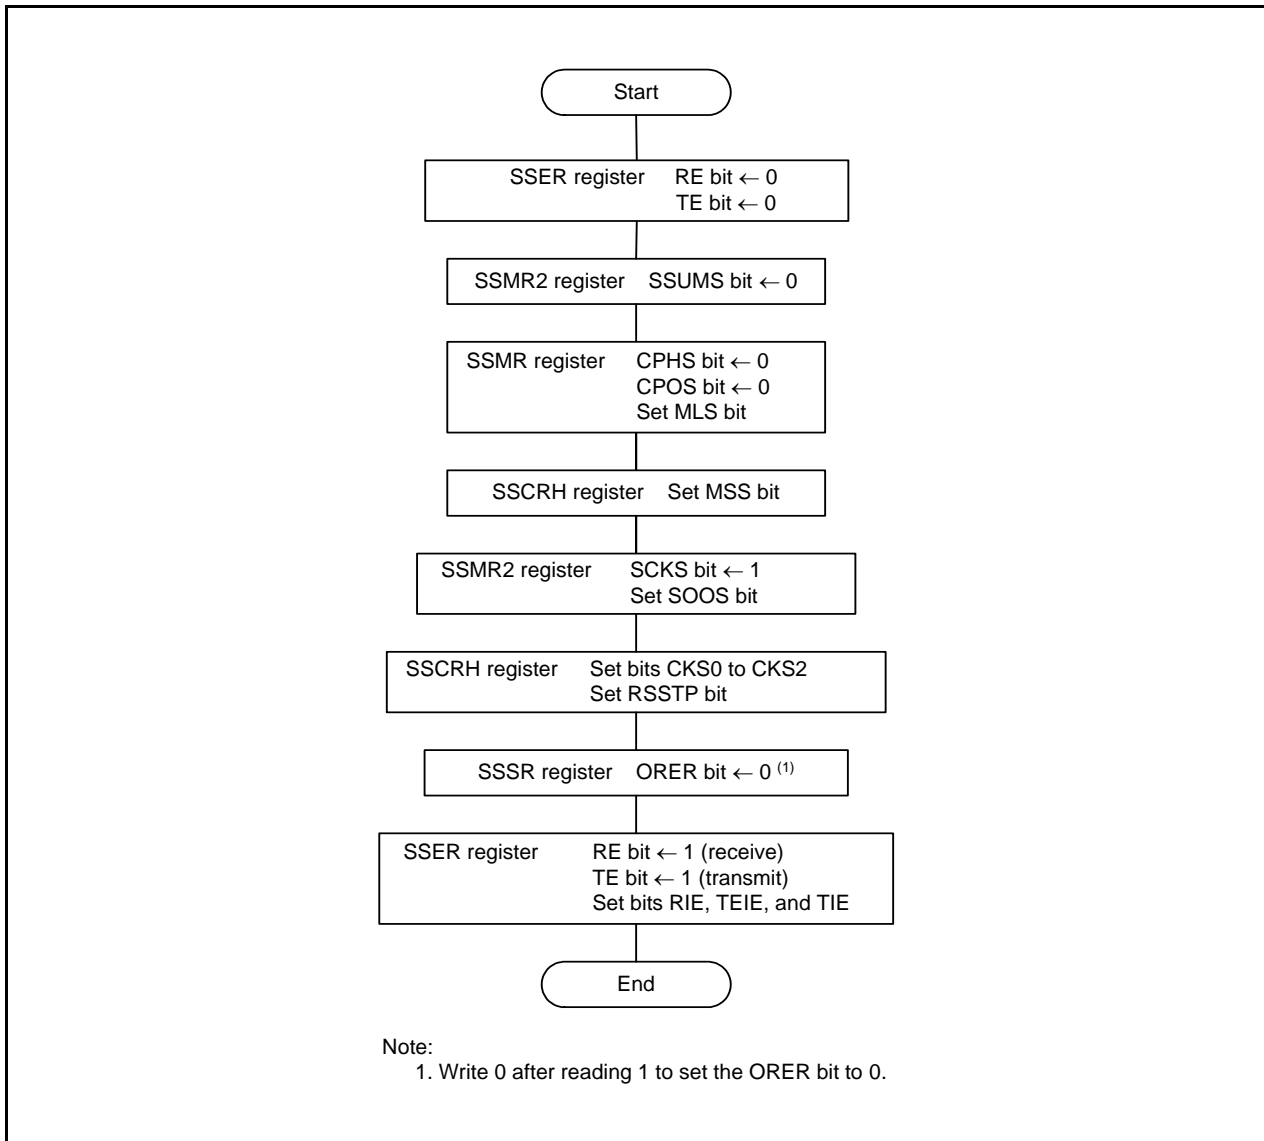 Start
SSER register RE bit ← 0
TE bit ← 0
SSMR2 register SSUMS bit ← 0
SSMR register CPHS bit ← 0
CPOS bit ← 0
Set MLS bit
SSCRH register Set MSS bit
SSMR2 register SCKS bit ← 1
Set SOOS bit
SSCRH register Set bits CKS0 to CKS2
Set RSSTP bit
SSSR register ORER bit ← 0 (1)
SSER register RE bit ← 1 (receive)
TE bit ← 1 (transmit)
Set bits RIE, TEIE, and TIE
End
Note:
1. Write 0 after reading 1 to set the ORER bit to 0.